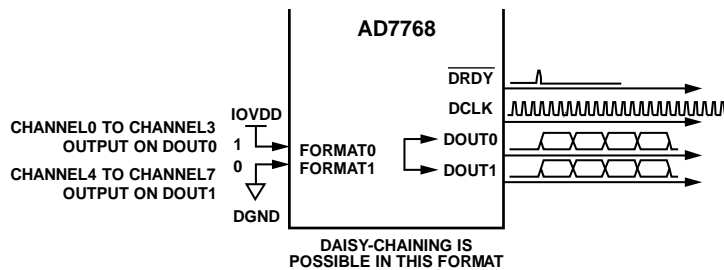 AD7768
DRDY
DCLK
DOUT0
DOUT1
IOVDD
CHANNEL0 TO CHANNEL3
OUTPUT ON DOUT0
1
0
CHANNEL4 TO CHANNEL7
OUTPUT ON DOUT1
FORMAT0
FORMAT1
DGND
DAISY-CHAINING IS
POSSIBLE IN THIS FORMAT